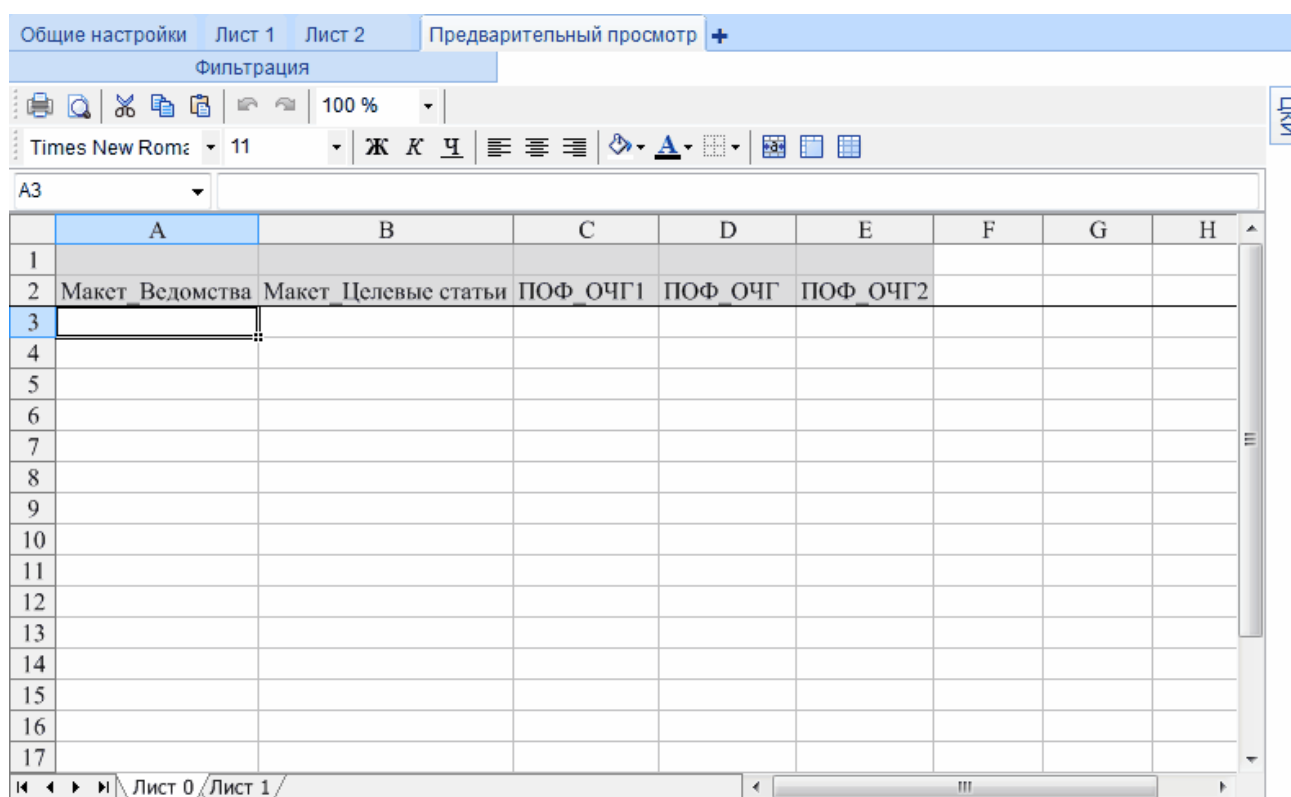 Общие настройки Лист 1 Лист 2 Предварительный просмотр
Фильтрация
100 %
Times New Roma 11 Ж К Ч А a
A3
A B C D E F G H
1
2 Макет_Ведомства Макет_Целевые статьи ПОФ_ОЧГ1 ПОФ_ОЧГ ПОФ_ОЧГ2
3
4
5
6
7
8
9
10
11
12
13
14
15
16
17
Лист 0 Лист 1